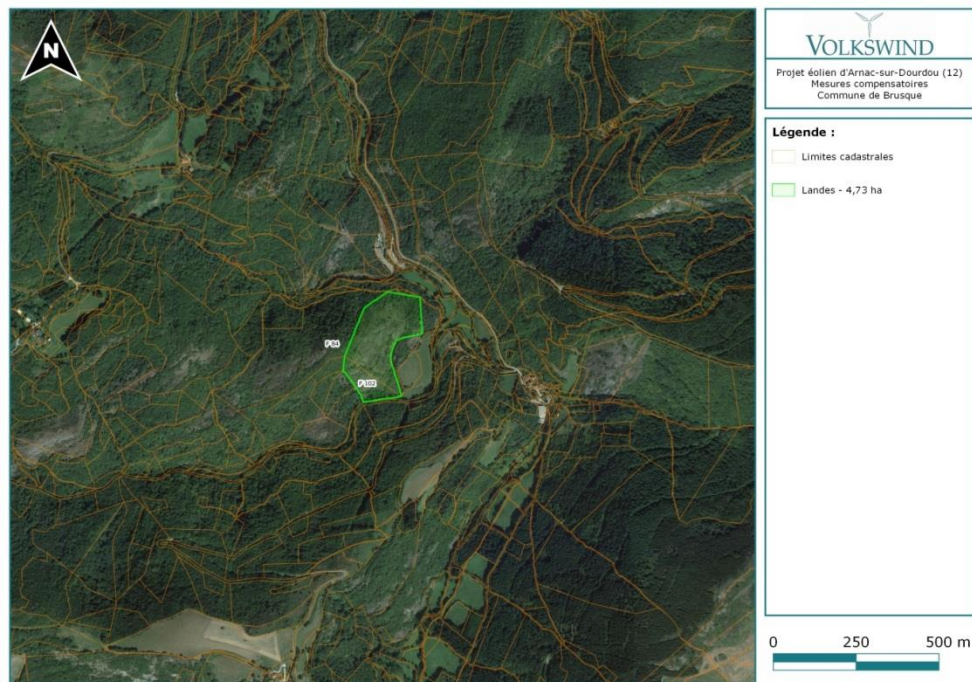 N
VOLKSWIND
Projet éolien d'Arnac-sur-Dourdou (12)
Mesures compensatoires
Commune de Brusque
Légende :
Limites cadastrales
Landes - 4,73 ha
F 84
F 102
0 250 500 m